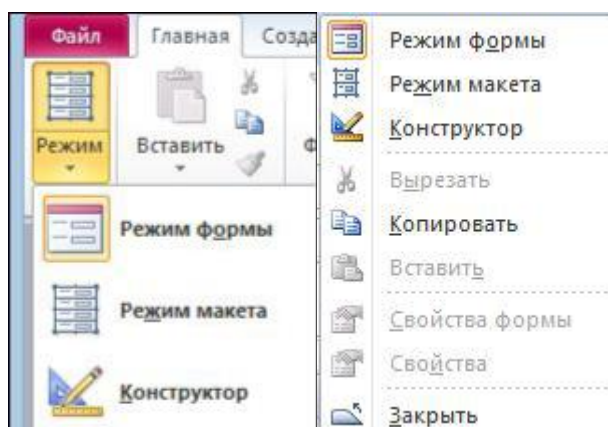 Файл Главная Созда
Режим Вставить Ф
Режим формы
Режим макета
Конструктор
Режим формы
Режим макета
Конструктор
Вырезать
Копировать
Вставить
Свойства формы
Свойства
Закрыть